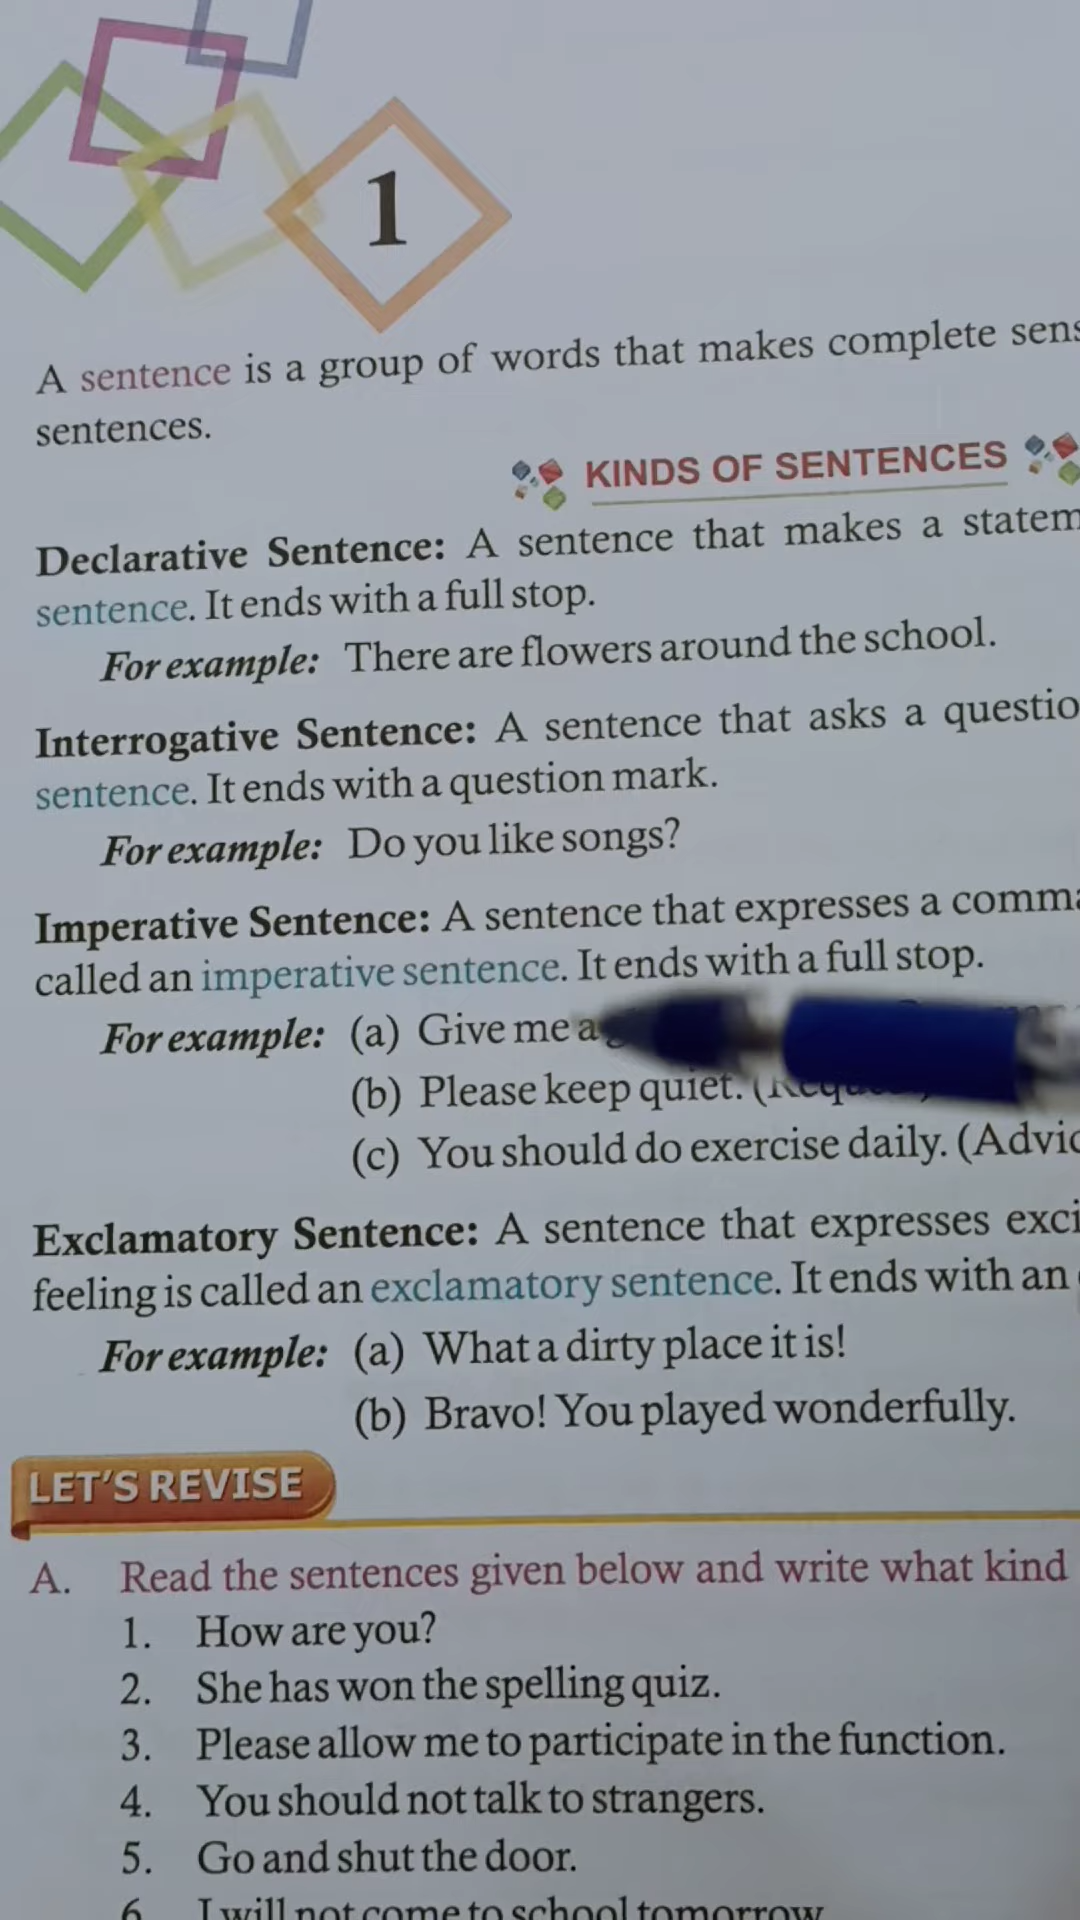 1
A sentence is a group of words that makes complete
sentences.
KINDS OF SENTENCES
Declarative Sentence: A sentence that makes a
sentence. It ends with a full stop.
For example: There are flowers around the school.
Interrogative Sentence: A sentence that asks a
sentence. It ends with a question mark.
For example: Do you like songs?
Imperative Sentence: A sentence that expresses a
called an imperative sentence. It ends with a full stop.
For example: (a) Give me a
(b) Please keep quiet.
(c) You should do exercise daily.
Exclamatory Sentence: A sentence that expresses
feeling is called an exclamatory sentence. It ends with an
For example: (a) What a dirty place it is!
(b) Bravo! You played wonderfully.
LET'S REVISE
A. Read the sentences given below and write what kind
1. How are you?
2. She has won the spelling quiz.
3. Please allow me to participate in the function.
4. You should not talk to strangers.
5. Go and shut the door.
6. I will not come to school tomorrow